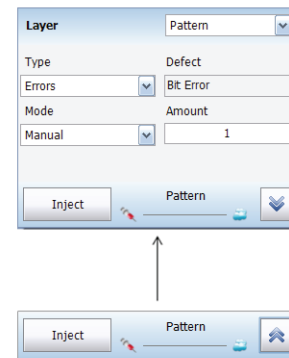 Layer Pattern
Type Defect
Errors Bit Error
Mode Amount
Manual 1
Inject Pattern
Inject Pattern